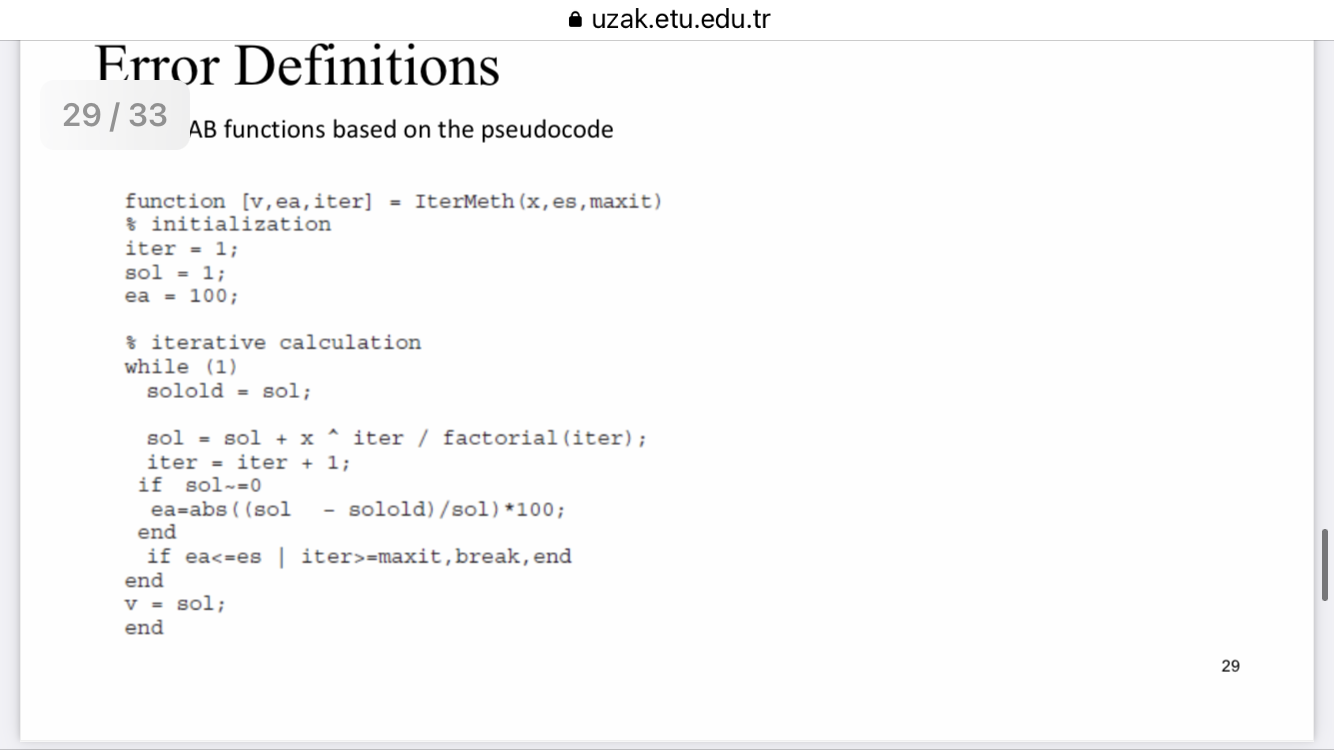 uzak.etu.edu.tr
Error Definitions
29 / 33
AB functions based on the pseudocode
function [v,ea,iter] = IterMeth(x,es,maxit)
% initialization
iter = 1;
sol = 1;
ea = 100;
% iterative calculation
while (1)
solold = sol;
sol = sol + x ^ iter / factorial(iter);
iter = iter + 1;
if sol~=0
ea=abs((sol - solold)/sol)*100;
end
if ea<=es | iter>=maxit,break,end
end
v = sol;
end
29